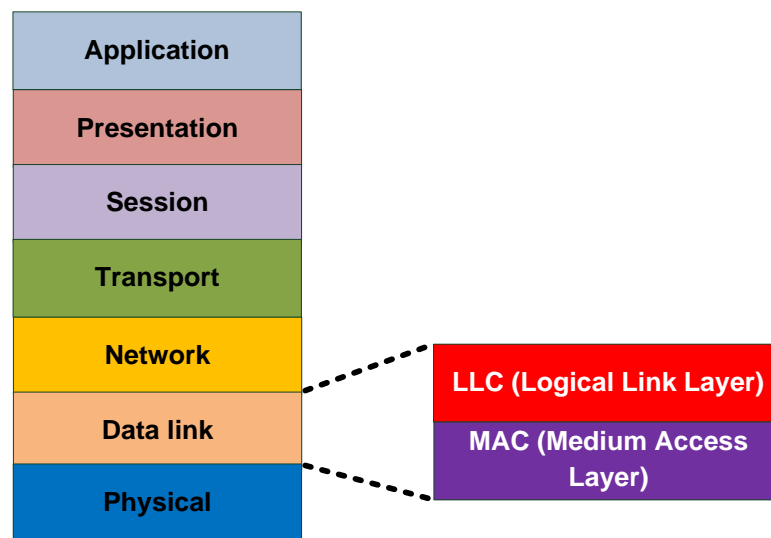 Application
Presentation
Session
Transport
Network
Data link
Physical
LLC (Logical Link Layer)
MAC (Medium Access
Layer)